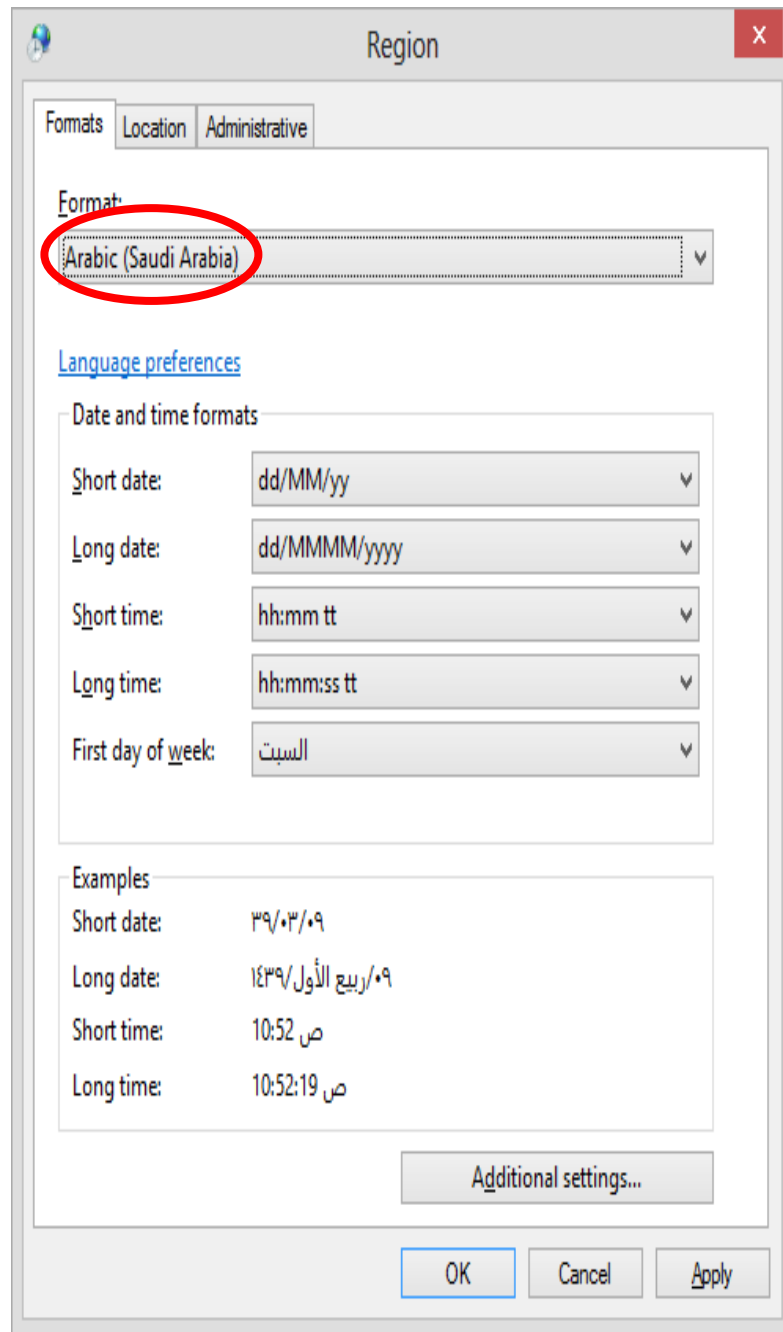 Region
x
Formats Location Administrative
Format:
Arabic (Saudi Arabia)
Language preferences
Date and time formats
Short date: dd/MM/yy
Long date: dd/MMMM/yyyy
Short time: hh:mm tt
Long time: hh:mm:ss tt
First day of week: السبت
Examples
Short date: ٠٩/٠٣/٣٩
Long date: ٠٩/ربيع الأول/١٤٣٩
Short time: 10:52 ص
Long time: 10:52:19 ص
Additional settings...
OK Cancel Apply